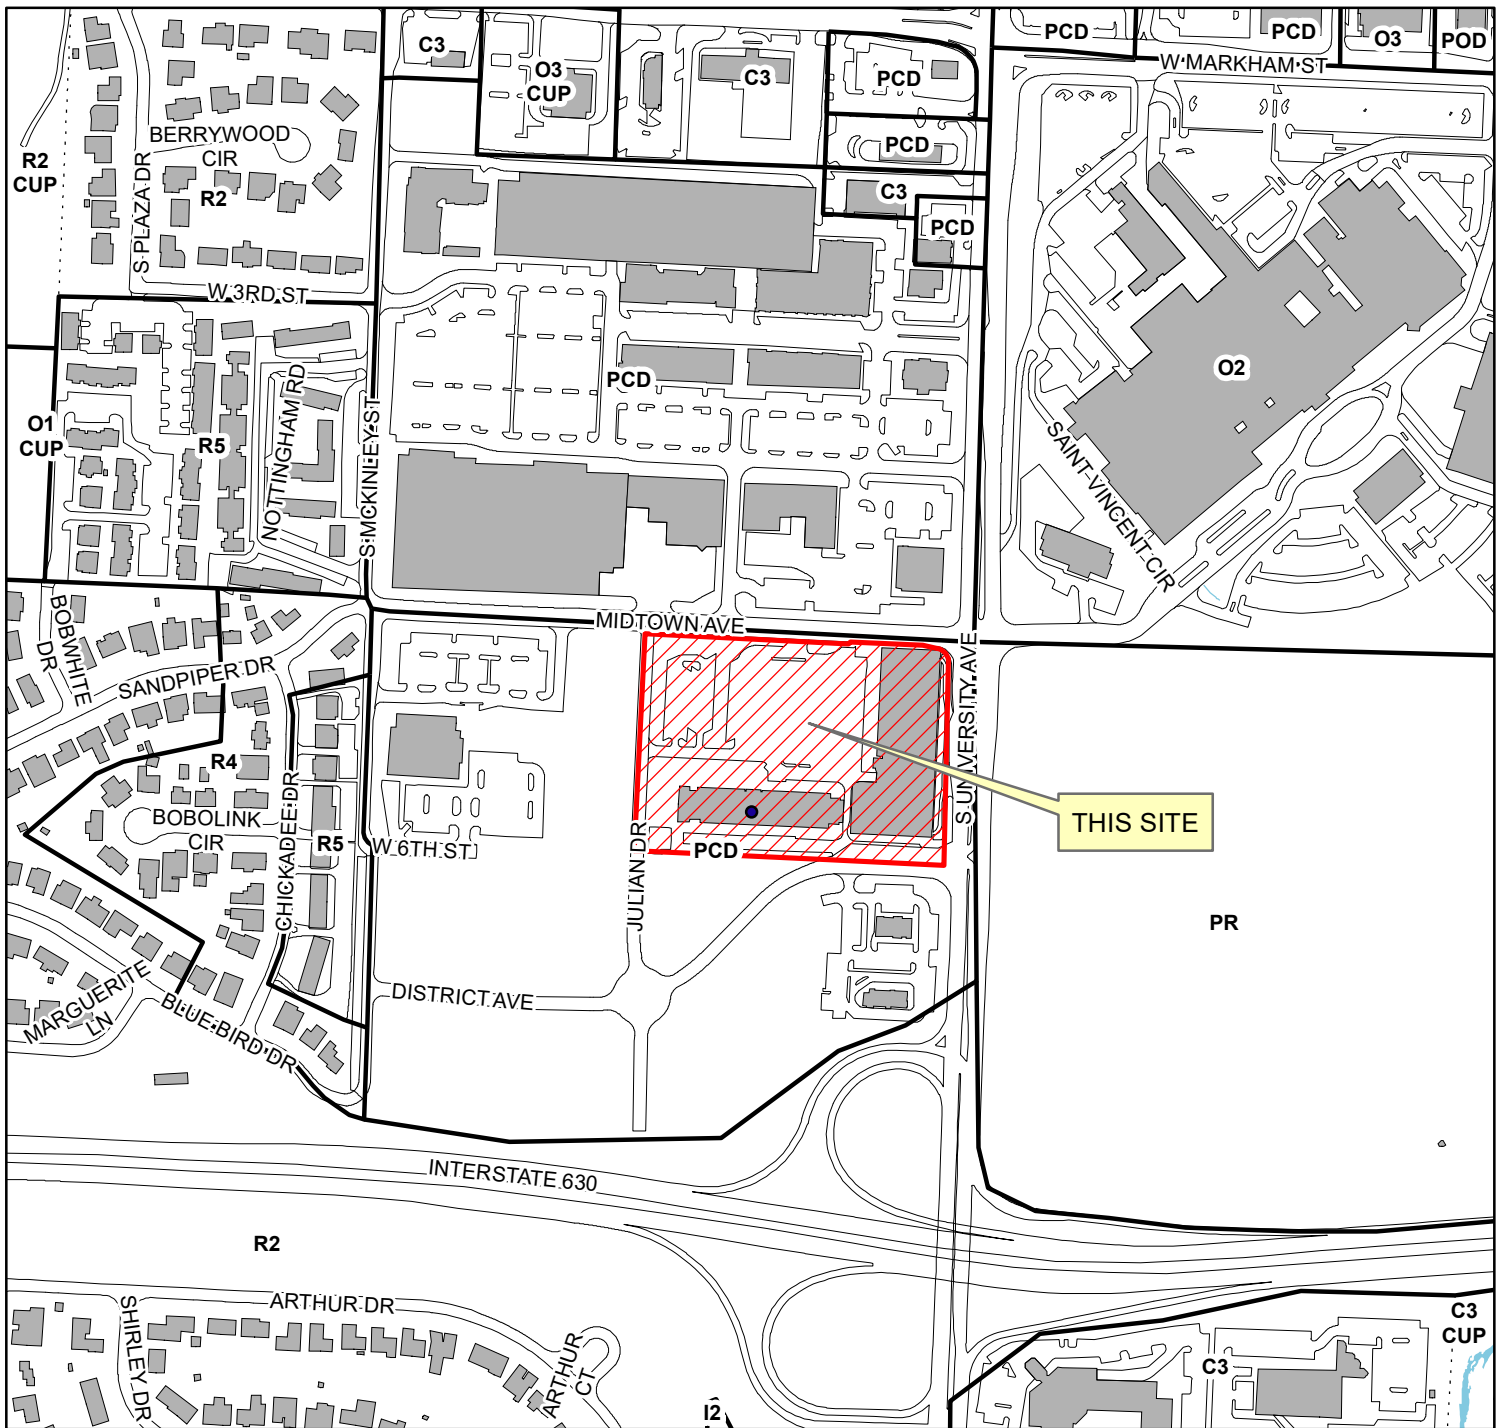 C3
O3
CUP
C3
PCD
PCD
PCD
PCD
O3
POD
W MARKHAM ST
BERRYWOOD
CIR
R2
CUP
S PLAZA DR
R2
PCD
C3
PCD
W 3RD ST
O2
PCD
NOTTINGHAM RD
S MCKINLEY ST
O1
CUP
R5
SAINT VINCENT CIR
BOBWHITE
DR
MIDTOWN AVE
SANDPIPER DR
S UNIVERSITY AVE
R4
CHICKADEE DR
BOBOLINK
CIR
R5
W 6TH ST
JULIAN DR
PCD
THIS SITE
PR
MARGUERITE
LN
BLUE BIRD DR
DISTRICT AVE
INTERSTATE 630
R2
ARTHUR DR
SHIRLEY DR
ARTHUR
CT
I2
C3
C3
CUP